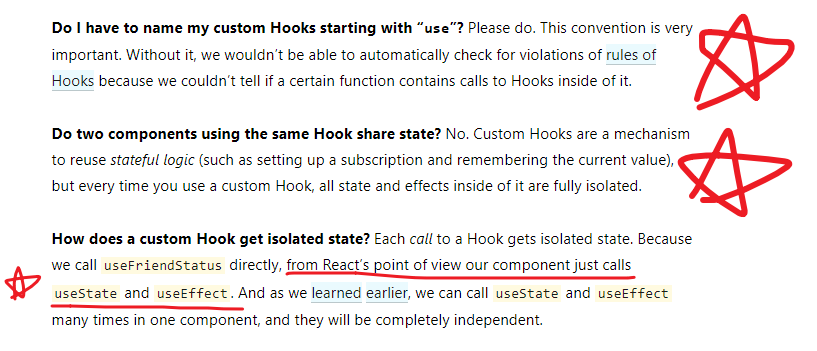 Do I have to name my custom Hooks starting with “use”? Please do. This convention is very
important. Without it, we wouldn’t be able to automatically check for violations of rules of
Hooks because we couldn’t tell if a certain function contains calls to Hooks inside of it.
Do two components using the same Hook share state? No. Custom Hooks are a mechanism
to reuse stateful logic (such as setting up a subscription and remembering the current value),
but every time you use a custom Hook, all state and effects inside of it are fully isolated.
How does a custom Hook get isolated state? Each call to a Hook gets isolated state. Because
we call useFriendStatus directly, from React’s point of view our component just calls
useState and useEffect. And as we learned earlier, we can call useState and useEffect
many times in one component, and they will be completely independent.